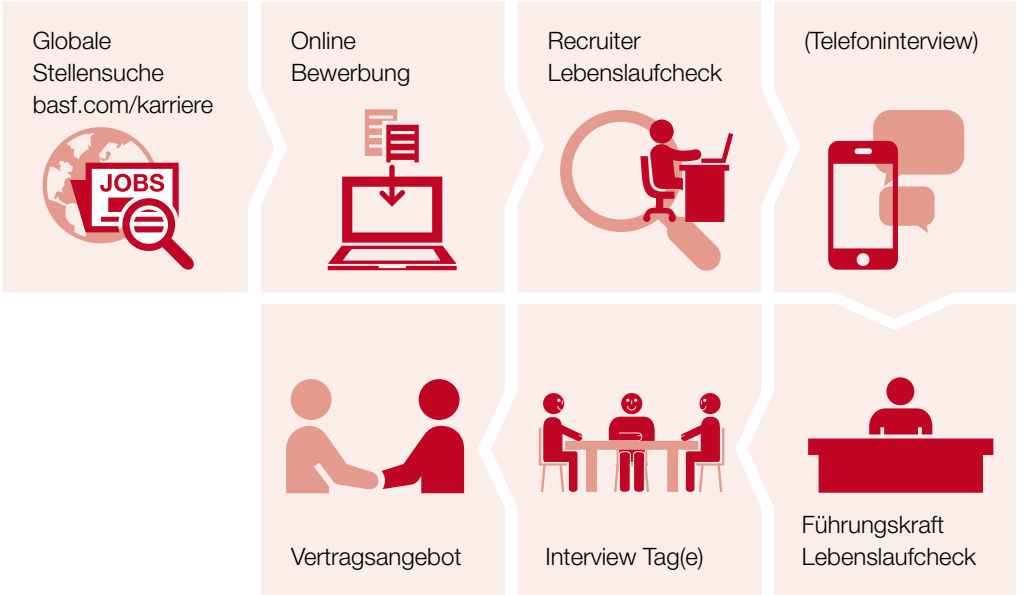 Globale
Stellensuche
basf.com/karriere
JOBS
Online
Bewerbung
Recruiter
Lebenslaufcheck
(Telefoninterview)
Führungskraft
Lebenslaufcheck
Interview Tag(e)
Vertragsangebot